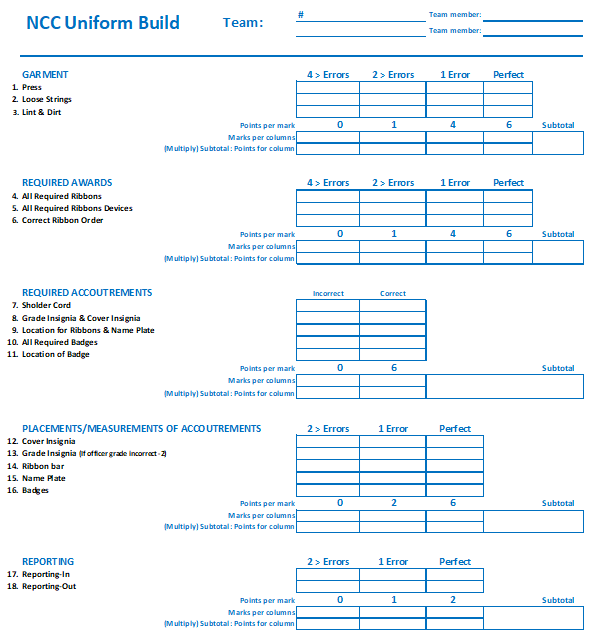 NCC Uniform Build Team: # Team member:
Team member:
GARMENT 4 > Errors 2 > Errors 1 Error Perfect
1. Press
2. Loose Strings
3. Lint & Dirt
Points per mark 0 1 4 6 Subtotal
Marks per columns
(Multiply) Subtotal: Points for column
REQUIRED AWARDS 4 > Errors 2 > Errors 1 Error Perfect
4. All Required Ribbons
5. All Required Ribbons Devices
6. Correct Ribbon Order
Points per mark 0 1 4 6 Subtotal
Marks per columns
(Multiply) Subtotal: Points for column
REQUIRED ACCOUTREMENTS Incorrect Correct
7. Sholder Cord
8. Grade Insignia & Cover Insignia
9. Location for Ribbons & Name Plate
10. All Required Badges
11. Location of Badge
Points per mark 0 6 Subtotal
Marks per columns
(Multiply) Subtotal: Points for column
PLACEMENTS/MEASUREMENTS OF ACCOUTREMENTS 2 > Errors 1 Error Perfect
12. Cover Insignia
13. Grade Insignia (If officer grade incorrect -2)
14. Ribbon bar
15. Name Plate
16. Badges
Points per mark 0 2 6 Subtotal
Marks per columns
(Multiply) Subtotal: Points for column
REPORTING 2 > Errors 1 Error Perfect
17. Reporting-In
18. Reporting-Out
Points per mark 0 1 2 Subtotal
Marks per columns
(Multiply) Subtotal: Points for column